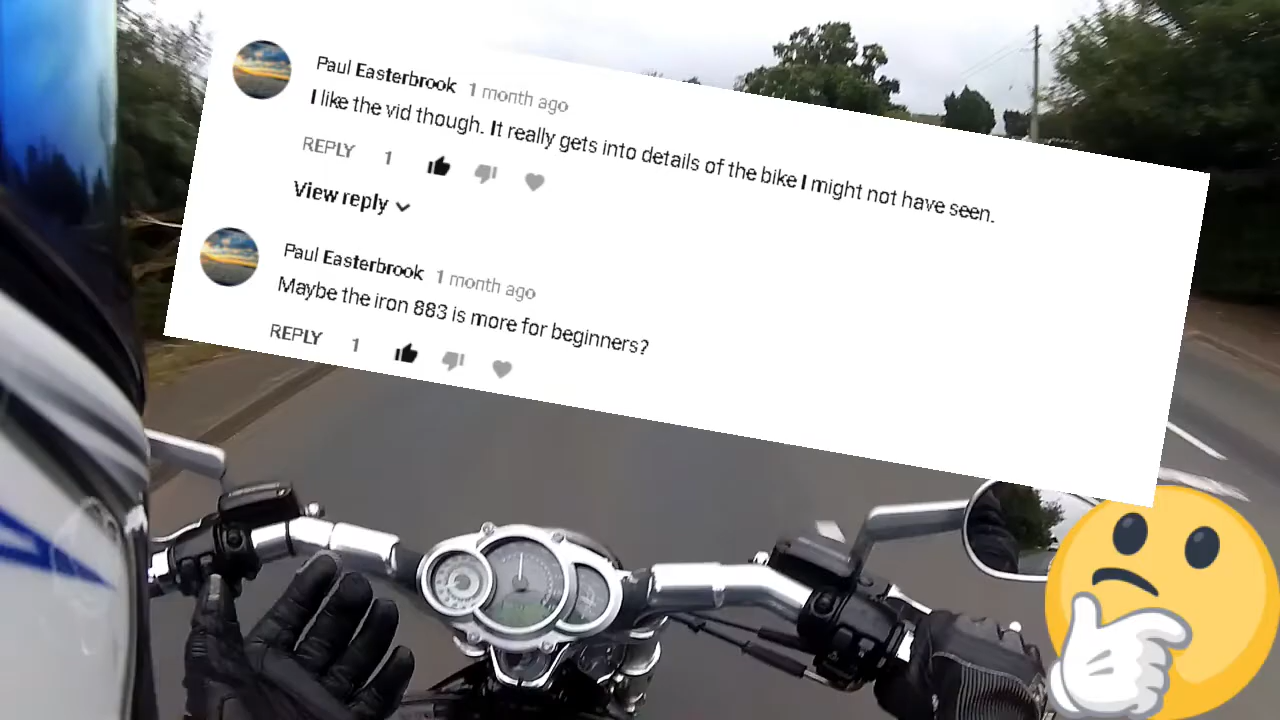 Paul Easterbrook 1 month ago
I like the vid though. It really gets into details of the bike I might not have seen.
REPLY 1
View reply
Paul Easterbrook 1 month ago
Maybe the iron 883 is more for beginners?
REPLY 1